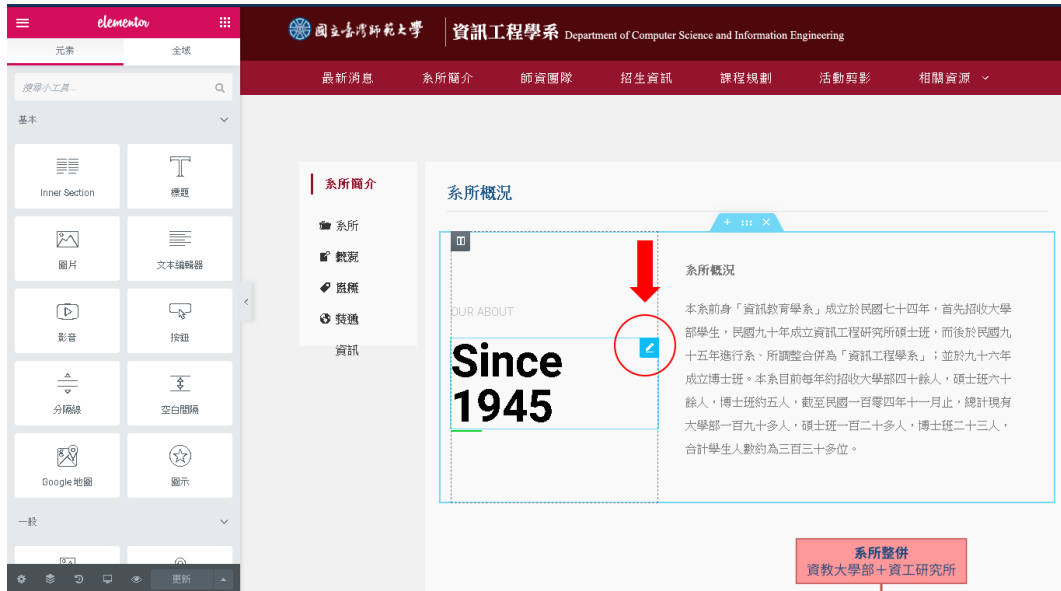 elementor
元素
全域
搜尋小工具...
基本
Inner Section
標題
圖片
文本編輯器
影音
按鈕
分隔線
空白間隔
Google 地圖
圖示
一般
更新
國立臺灣師範大學
資訊工程學系 Department of Computer Science and Information Engineering
最新消息
系所簡介
師資團隊
招生資訊
課程規劃
活動剪影
相關資源
系所簡介
系所
資訊
系所概況
OUR ABOUT
Since
1945
系所概況
本系前身「資訊教育學系」成立於民國七十四年，首先招收大學
部學生，民國九十年成立資訊工程研究所碩士班，而後於民國九
十五年進行系、所調整合併為「資訊工程學系」；並於九十六年
成立博士班。本系目前每年約招收大學部四十餘人，碩士班六十
餘人，博士班約五人，截至民國一百零四年十一月止，總計現有
大學部一百九十多人，碩士班一百二十多人，博士班二十三人，
合計學生人數約為三百三十多位。
系所整併
資教大學部＋資工研究所